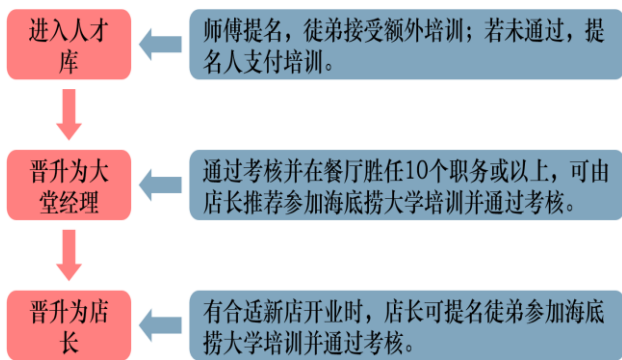 进入人才
库
师傅提名，徒弟接受额外培训；若未通过，提
名人支付培训。
晋升为大
堂经理
通过考核并在餐厅胜任10个职务或以上，可由
店长推荐参加海底捞大学培训并通过考核。
晋升为店
长
有合适新店开业时，店长可提名徒弟参加海底
捞大学培训并通过考核。